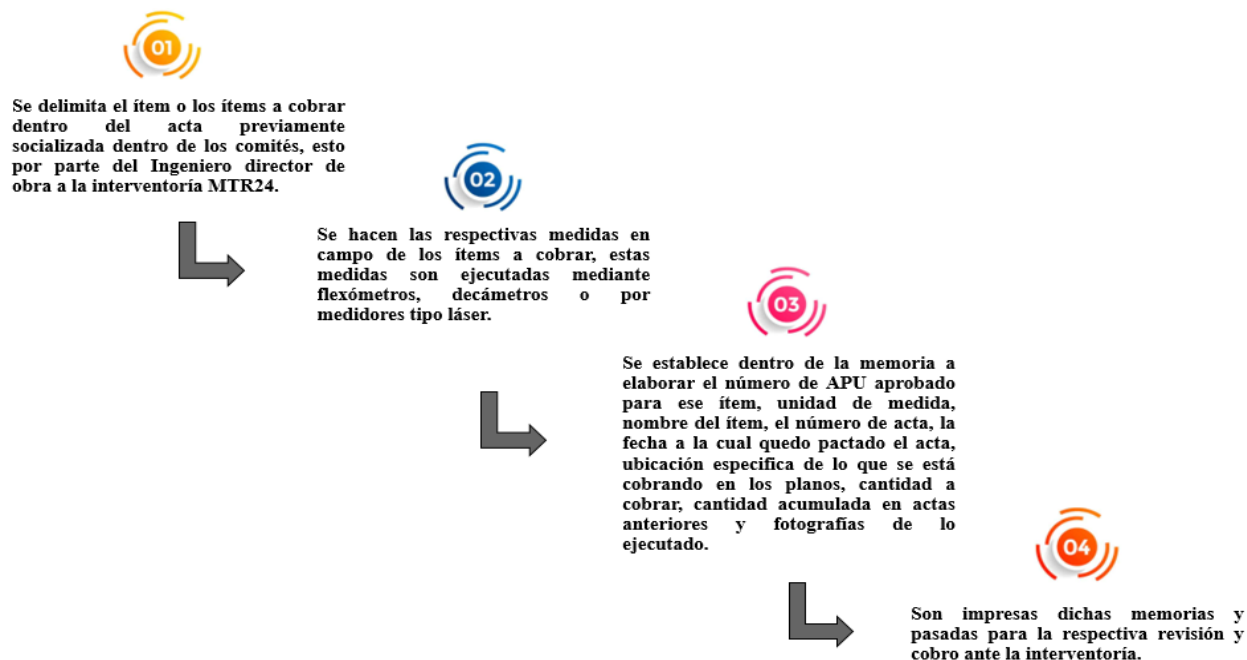 01
Se delimita el ítem o los ítems a cobrar
dentro del acta previamente
socializada dentro de los comités, esto
por parte del Ingeniero director de
obra a la interventoría MTR24.
02
Se hacen las respectivas medidas en
campo de los ítems a cobrar, estas
medidas son ejecutadas mediante
flexómetros, decámetros o por
medidores tipo láser.
03
Se establece dentro de la memoria a
elaborar el número de APU aprobado
para ese ítem, unidad de medida,
nombre del ítem, el número de acta, la
fecha a la cual quedo pactado el acta,
ubicación especifica de lo que se está
cobrando en los planos, cantidad a
cobrar, cantidad acumulada en actas
anteriores y fotografías de lo
ejecutado.
04
Son impresas dichas memorias y
pasadas para la respectiva revisión y
cobro ante la interventoría.